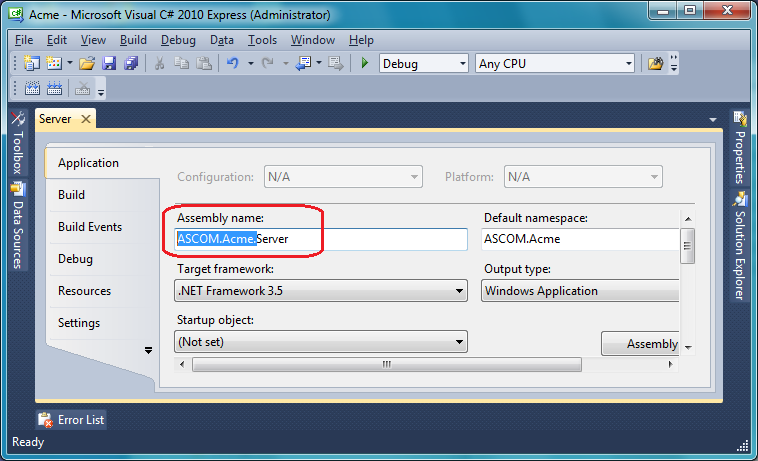 Acme - Microsoft Visual C# 2010 Express (Administrator)
File Edit View Build Debug Data Tools Window Help
Debug Any CPU
Server
Toolbox
Data Sources
Application
Build
Build Events
Debug
Resources
Settings
Configuration: N/A Platform: N/A
Assembly name: Default namespace:
ASCOM.Acme.Server ASCOM.Acme
Target framework: Output type:
.NET Framework 3.5 Windows Application
Startup object:
(Not set) Assembly
Properties
Solution Explorer
Error List
Ready